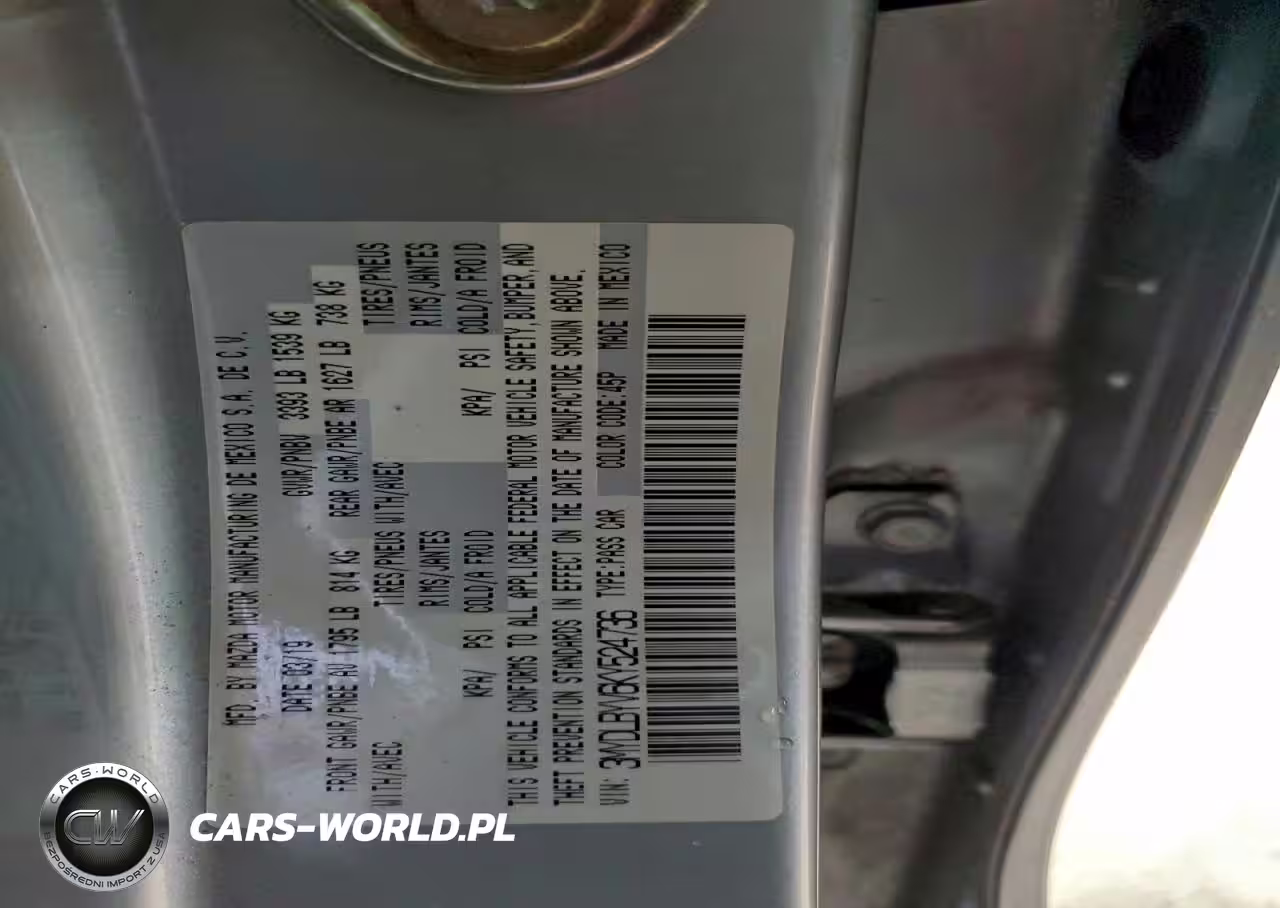 MFD. BY MAZDA MOTOR MANUFACTURING DE MEXICO S.A. DE C.V.
DATE 03/19 GVWR/PNBV 3393 LB 1539 KG
FRONT GAWR/PNBE AV 1795 LB 814 KG REAR GAWR/PNBE AR 1627 LB 738 KG
WITH/AVEC TIRES/PNEUS WITH/AVEC TIRES/PNEUS
RIMS/JANTES RIMS/JANTES
KPA/ PSI COLD/A FROID KPA/ PSI COLD/A FROID
THIS VEHICLE CONFORMS TO ALL APPLICABLE FEDERAL MOTOR VEHICLE SAFETY, BUMPER, AND
THEFT PREVENTION STANDARDS IN EFFECT ON THE DATE OF MANUFACTURE SHOWN ABOVE.
VIN: 3MYDLBYV6KY524736 TYPE:PASS CAR COLOR CODE:45P MADE IN MEXICO
CARS-WORLD
CW
BEZPOŚREDNI IMPORT Z USA
CARS-WORLD.PL